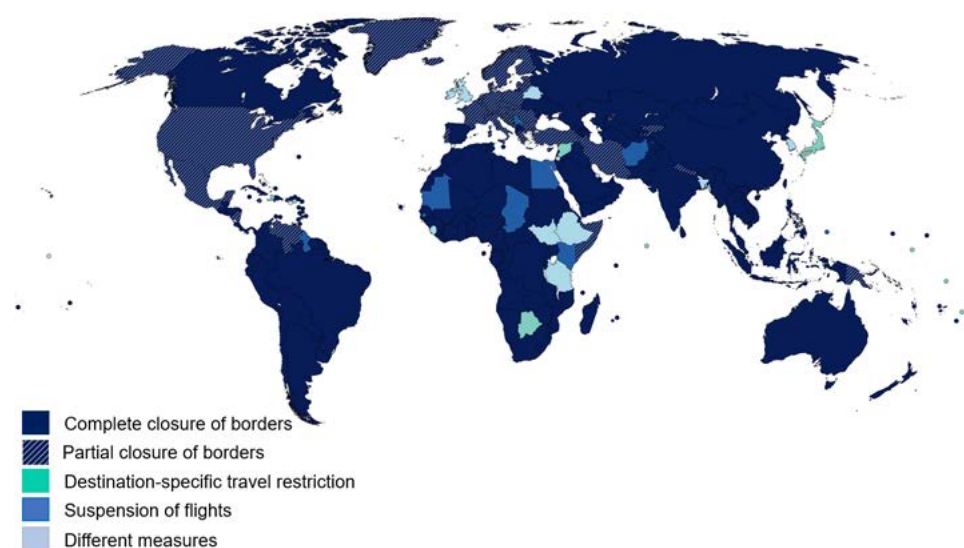 Complete closure of borders
Partial closure of borders
Destination-specific travel restriction
Suspension of flights
Different measures